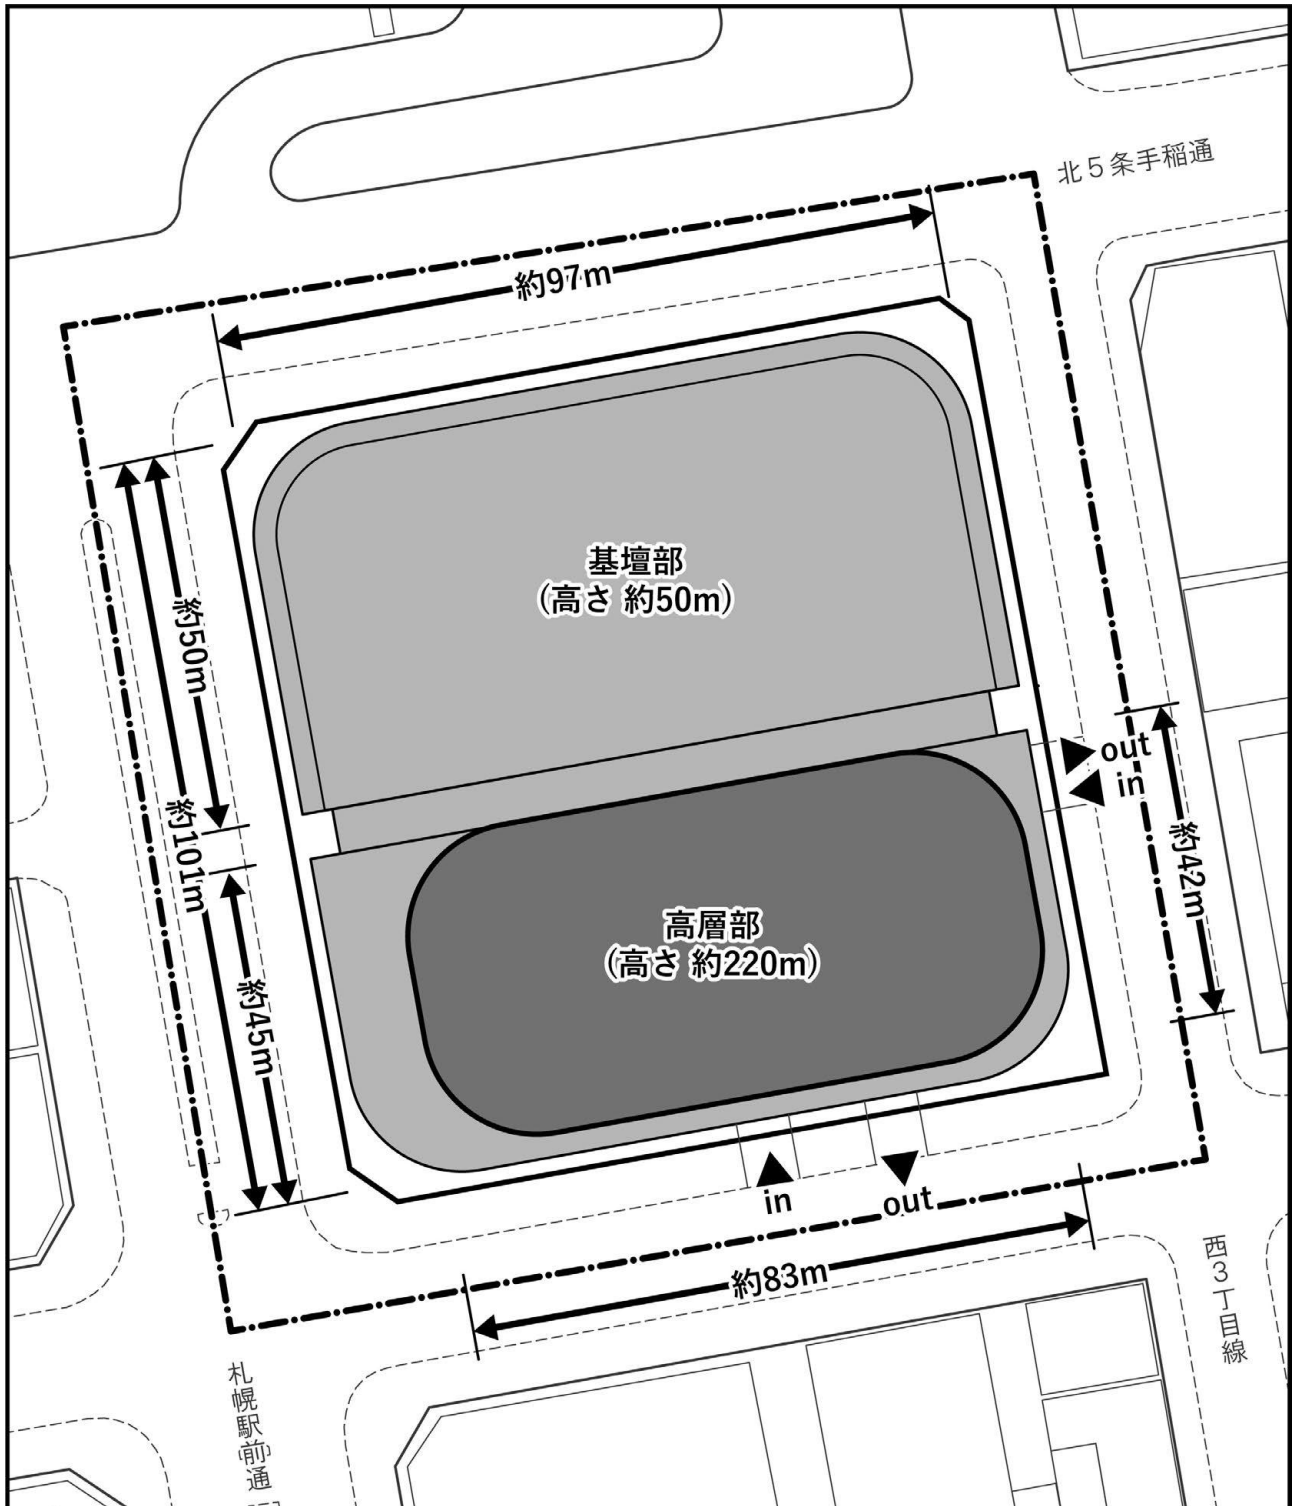 北5条手稲通
約97m
基壇部
(高さ 約50m)
約50m
約101m
out
in
約42m
高層部
(高さ 約220m)
約45m
in
out
約83m
西3丁目線
札幌駅前通